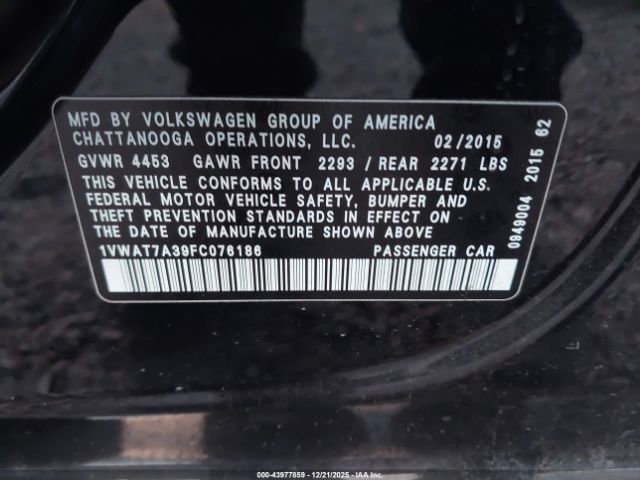 MFD BY VOLKSWAGEN GROUP OF AMERICA
CHATTANOOGA OPERATIONS, LLC. 02/2015
GVWR 4453 GAWR FRONT 2293 / REAR 2271 LBS
THIS VEHICLE CONFORMS TO ALL APPLICABLE U.S.
FEDERAL MOTOR VEHICLE SAFETY, BUMPER AND
THEFT PREVENTION STANDARDS IN EFFECT ON
THE DATE OF MANUFACTURE SHOWN ABOVE
1VWAT7A39FC076186 PASSENGER CAR
0949004 2015 62
00-43977859 - 12/21/2025 - IAA Inc.